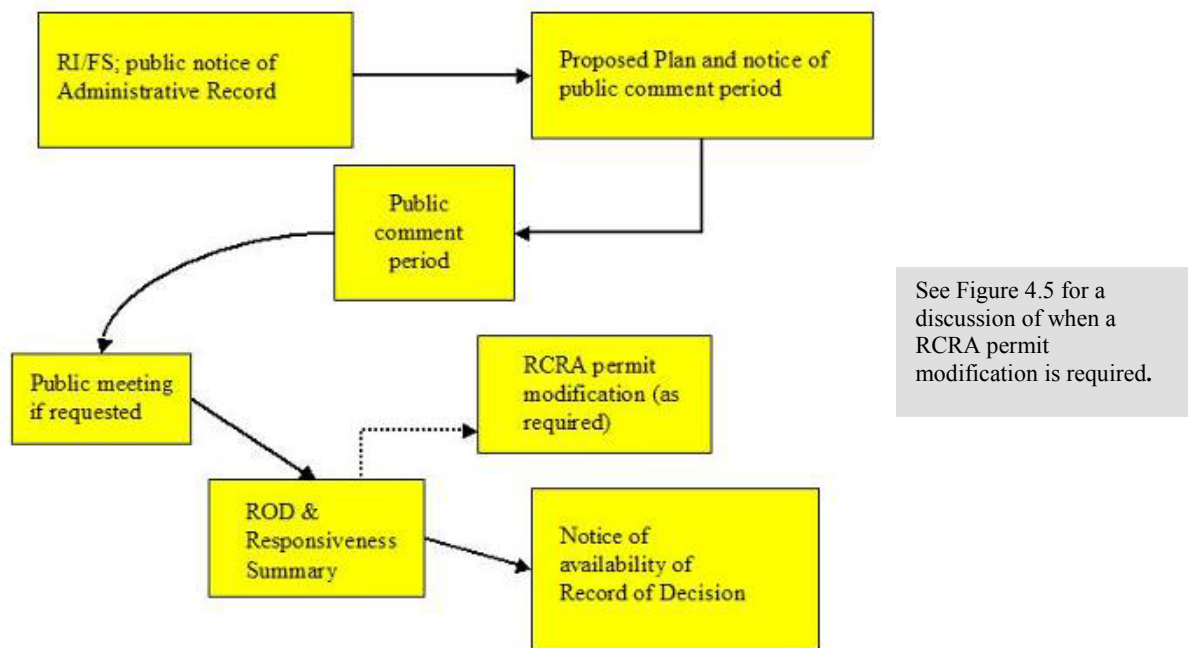 RI/FS; public notice of
Administrative Record
Proposed Plan and notice of
public comment period
Public
comment
period
See Figure 4.5 for a
discussion of when a
RCRA permit
modification is required.
Public meeting
if requested
RCRA permit
modification (as
required)
ROD &
Responsiveness
Summary
Notice of
availability of
Record of Decision